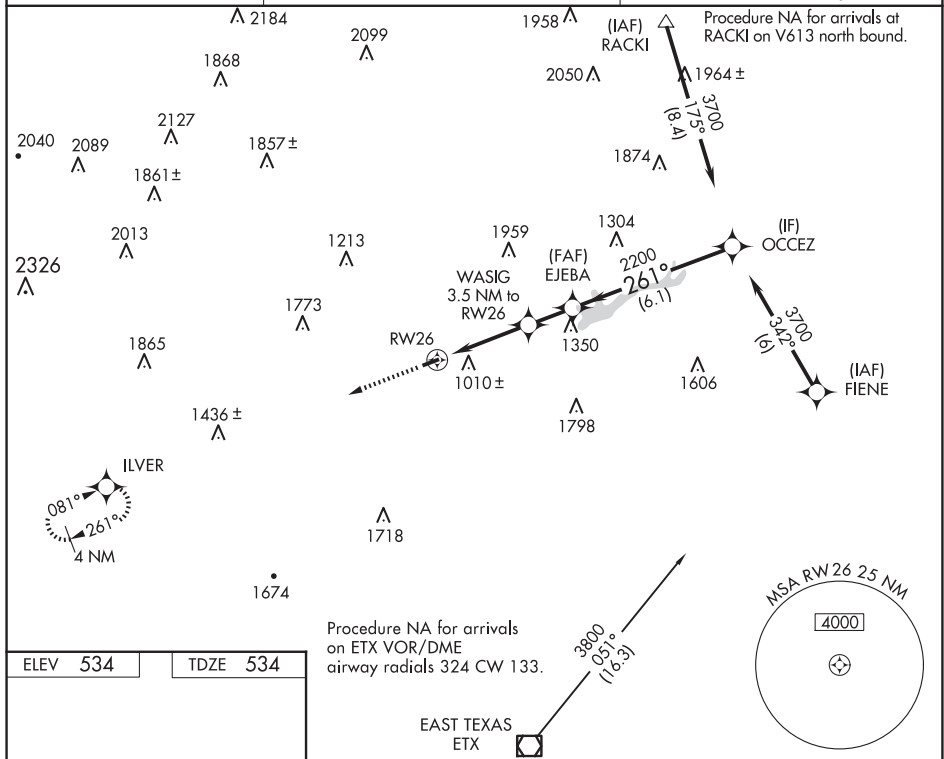 2184
1958
(IAF)
RACKI
Procedure NA for arrivals at
RACKI on V613 north bound.
2099
1868
2050
1964 ±
3700
175°
(8.4)
2127
2040
2089
1857 ±
1874
1861 ±
2013
1213
1959
1304
(IF)
OCCEZ
2326
(FAF)
EJEBA
2200
261°
(6.1)
WASIG
3.5 NM to
RW26
1773
3700
342°
(6)
RW26
1350
1865
1010 ±
1606
(IAF)
FIENE
1436 ±
1798
ILVER
081°
261°
4 NM
1718
1674
MSA RW 26 25 NM
4000
Procedure NA for arrivals
on ETX VOR/DME
airway radials 324 CW 133.
3800
051°
(16.3)
ELEV 534
TDZE 534
EAST TEXAS
ETX